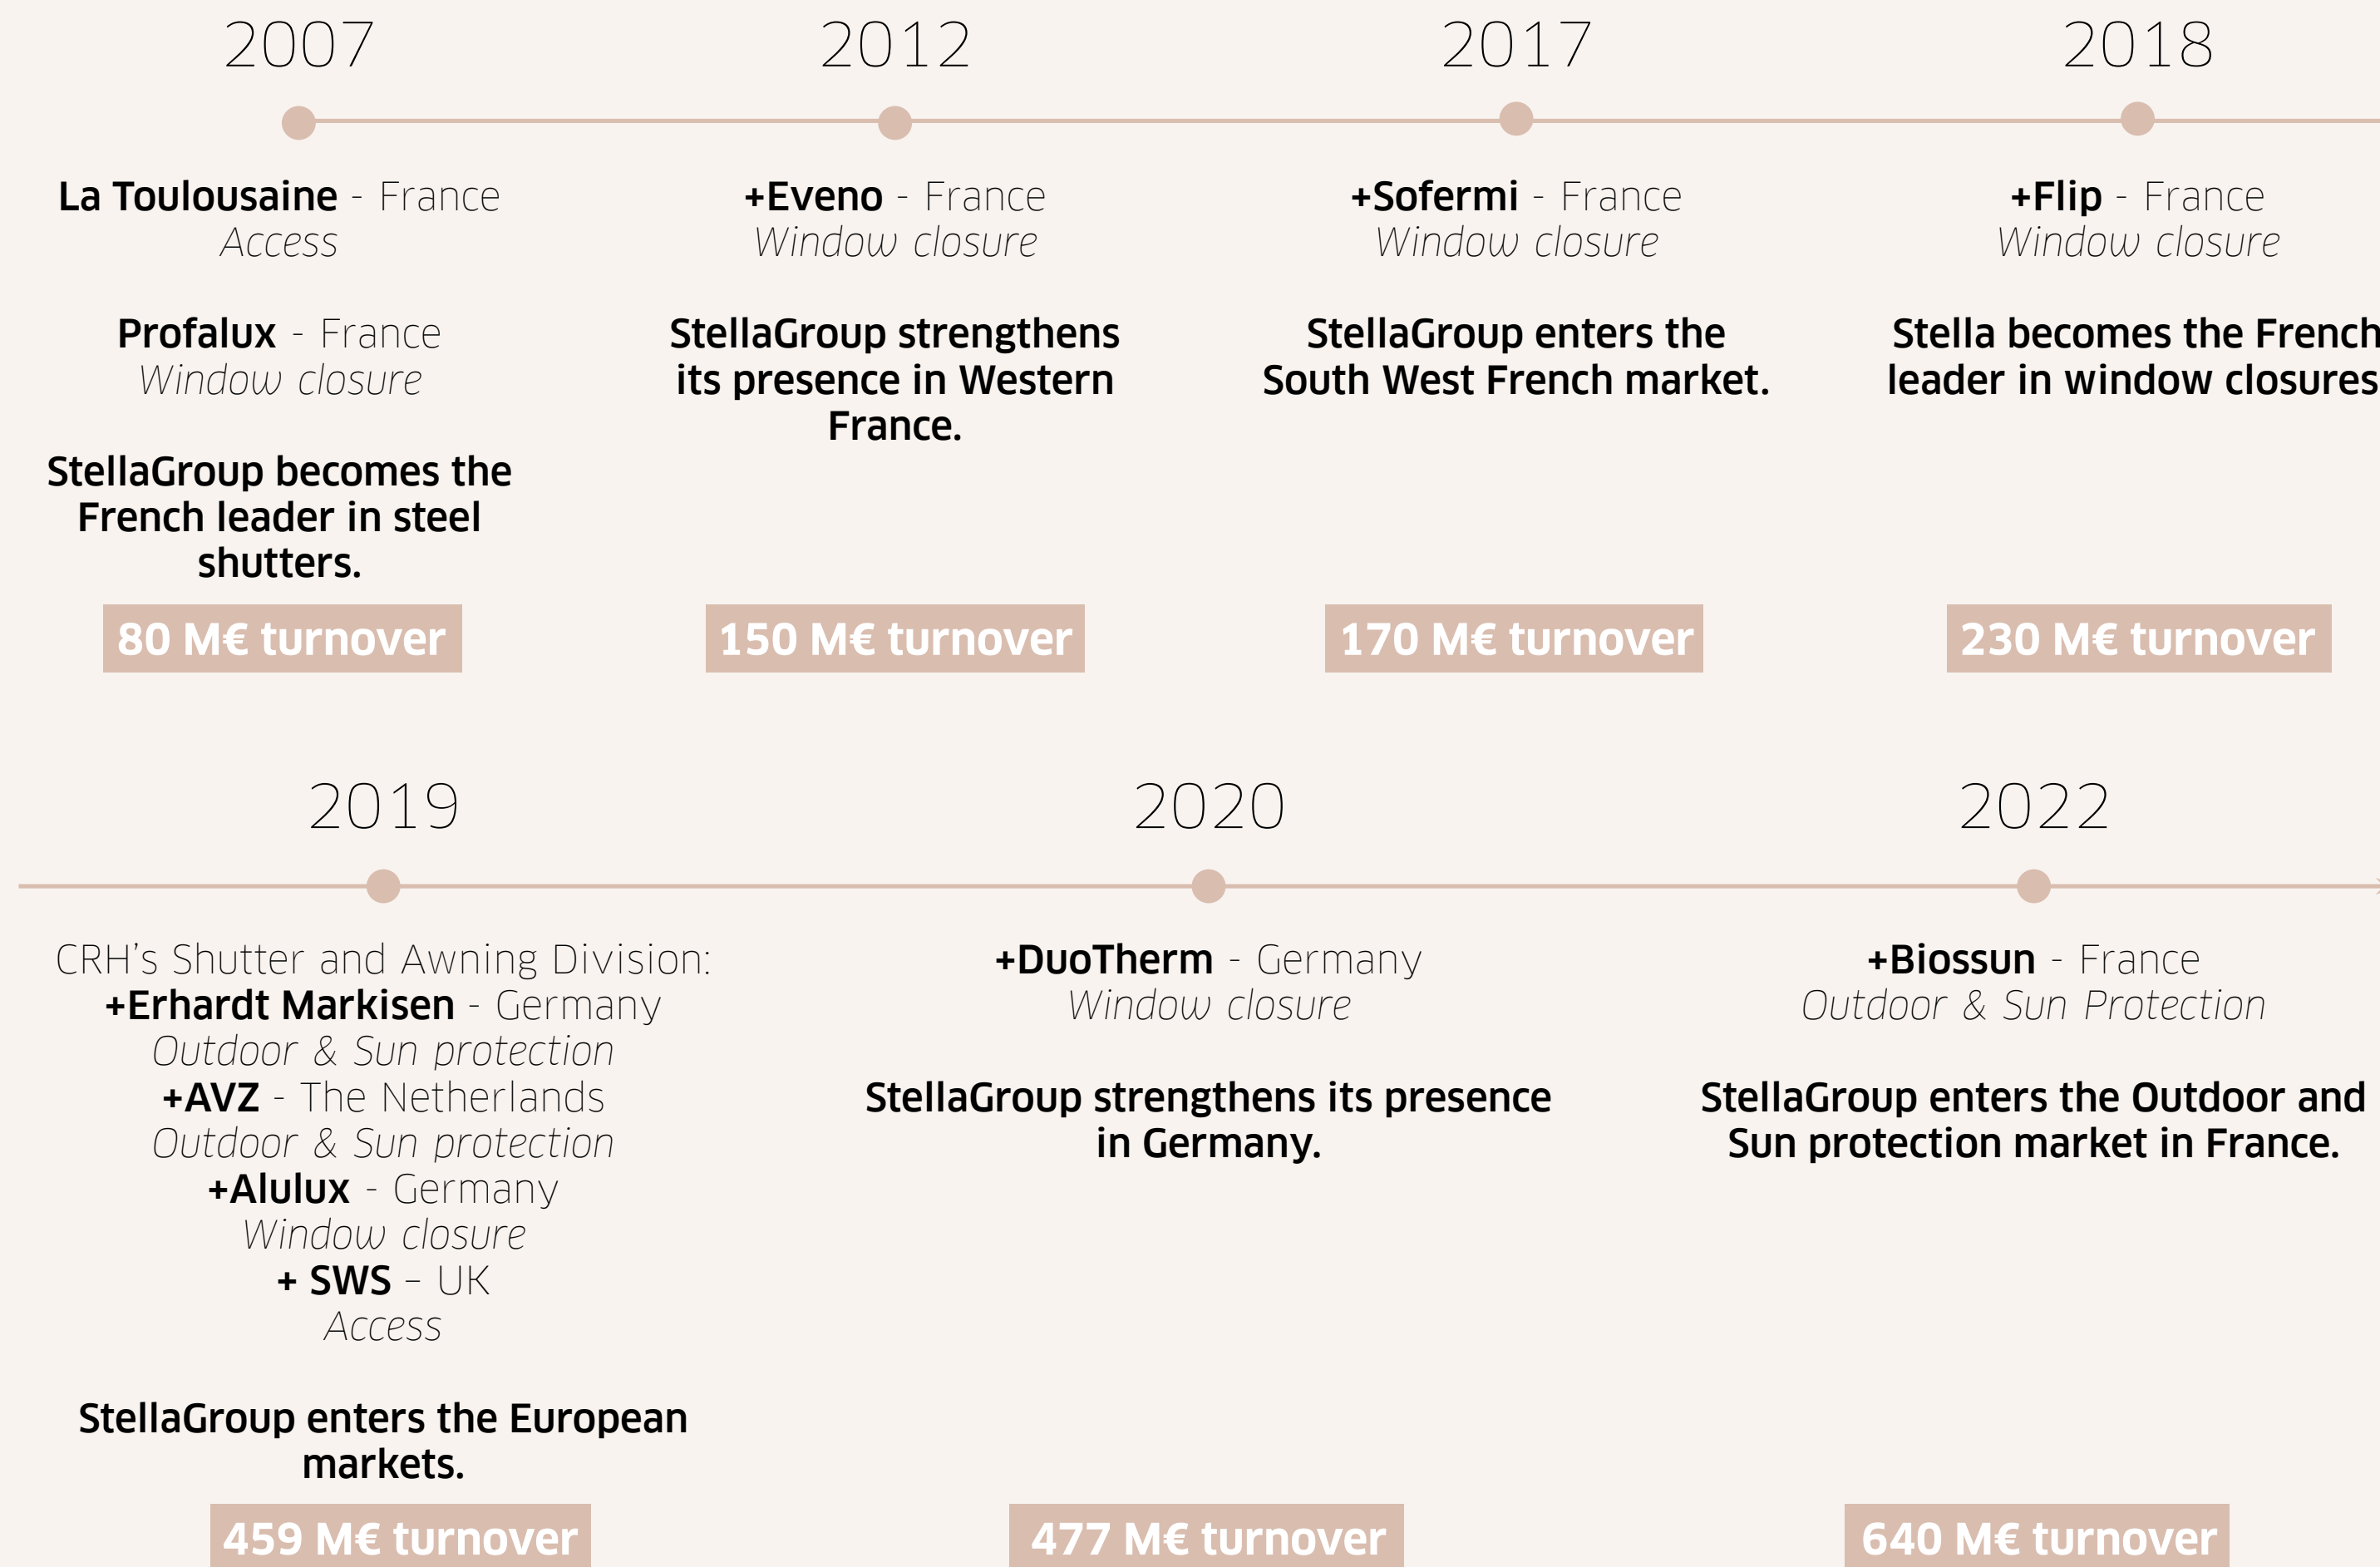 2007
La Toulousaine - France
Access
Profalux - France
Window closure
StellaGroup becomes the
French leader in steel
shutters.
80 M€ turnover
2012
+Eveno - France
Window closure
StellaGroup strengthens
its presence in Western
France.
150 M€ turnover
2017
+Sofermi - France
Window closure
StellaGroup enters the
South West French market.
170 M€ turnover
2018
+Flip - France
Window closure
Stella becomes the French
leader in window closures
230 M€ turnover
2019
CRH’s Shutter and Awning Division:
+Erhardt Markisen - Germany
Outdoor & Sun protection
+AVZ - The Netherlands
Outdoor & Sun protection
+Alulux - Germany
Window closure
+ SWS – UK
Access
StellaGroup enters the European
markets.
459 M€ turnover
2020
+DuoTherm - Germany
Window closure
StellaGroup strengthens its presence
in Germany.
477 M€ turnover
2022
+Biossun - France
Outdoor & Sun Protection
StellaGroup enters the Outdoor and
Sun protection market in France.
640 M€ turnover